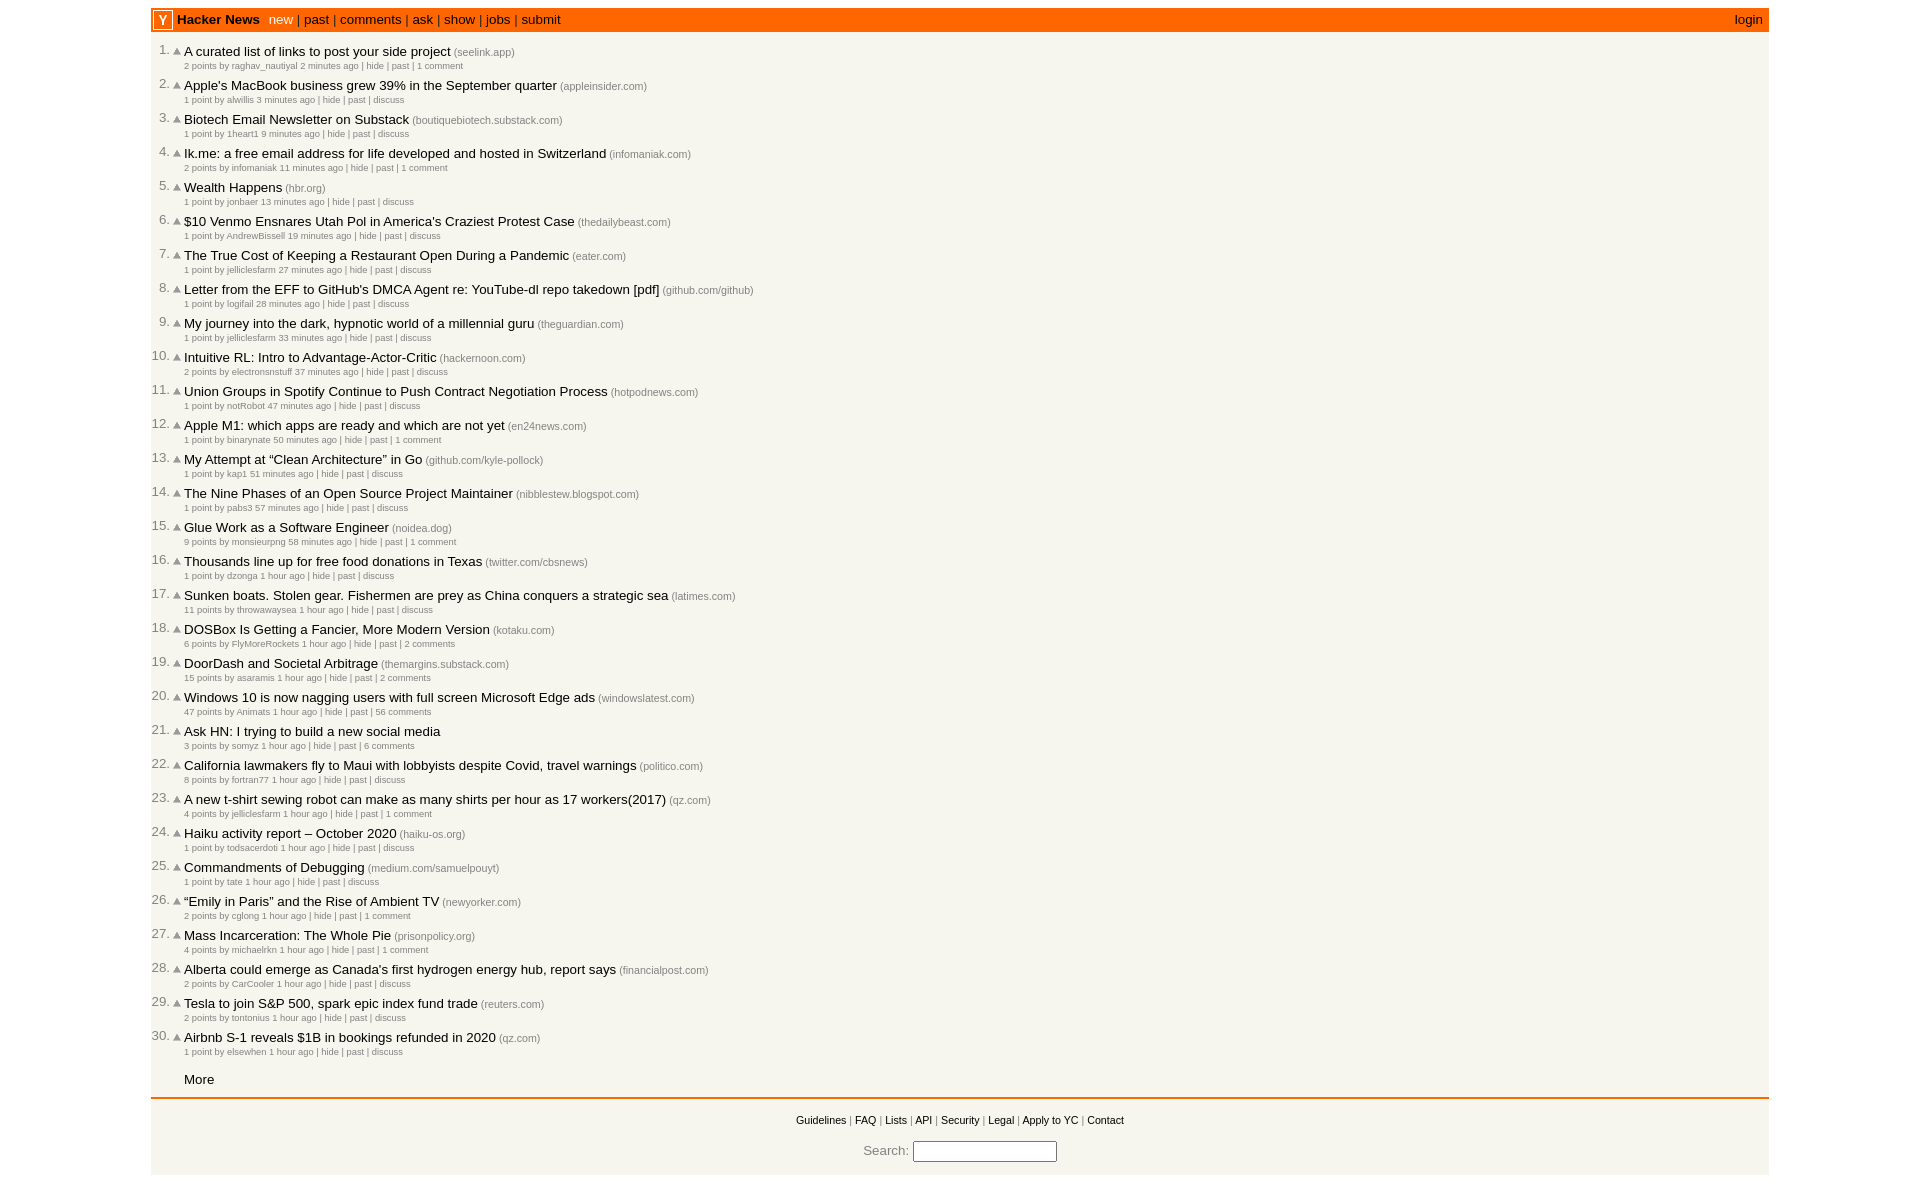 Y Hacker News new | past | comments | ask | show | jobs | submit login
1. A curated list of links to post your side project (seelink.app)
2 points by raghav_nautiyal 2 minutes ago | hide | past | 1 comment
2. Apple's MacBook business grew 39% in the September quarter (appleinsider.com)
1 point by alwillis 3 minutes ago | hide | past | discuss
3. Biotech Email Newsletter on Substack (boutiquebiotech.substack.com)
1 point by 1heart1 9 minutes ago | hide | past | discuss
4. Ik.me: a free email address for life developed and hosted in Switzerland (infomaniak.com)
2 points by infomaniak 11 minutes ago | hide | past | 1 comment
5. Wealth Happens (hbr.org)
1 point by jonbaer 13 minutes ago | hide | past | discuss
6. $10 Venmo Ensnares Utah Pol in America's Craziest Protest Case (thedailybeast.com)
1 point by AndrewBissell 19 minutes ago | hide | past | discuss
7. The True Cost of Keeping a Restaurant Open During a Pandemic (eater.com)
1 point by jelliclesfarm 27 minutes ago | hide | past | discuss
8. Letter from the EFF to GitHub's DMCA Agent re: YouTube-dl repo takedown [pdf] (github.com/github)
1 point by logifail 28 minutes ago | hide | past | discuss
9. My journey into the dark, hypnotic world of a millennial guru (theguardian.com)
1 point by jelliclesfarm 33 minutes ago | hide | past | discuss
10. Intuitive RL: Intro to Advantage-Actor-Critic (hackernoon.com)
2 points by electronsnstuff 37 minutes ago | hide | past | discuss
11. Union Groups in Spotify Continue to Push Contract Negotiation Process (hotpodnews.com)
1 point by notRobot 47 minutes ago | hide | past | discuss
12. Apple M1: which apps are ready and which are not yet (en24news.com)
1 point by binarynate 50 minutes ago | hide | past | 1 comment
13. My Attempt at “Clean Architecture” in Go (github.com/kyle-pollock)
1 point by kap1 51 minutes ago | hide | past | discuss
14. The Nine Phases of an Open Source Project Maintainer (nibblestew.blogspot.com)
1 point by pabs3 57 minutes ago | hide | past | discuss
15. Glue Work as a Software Engineer (noidea.dog)
9 points by monsieurpng 58 minutes ago | hide | past | 1 comment
16. Thousands line up for free food donations in Texas (twitter.com/cbsnews)
1 point by dzonga 1 hour ago | hide | past | discuss
17. Sunken boats. Stolen gear. Fishermen are prey as China conquers a strategic sea (latimes.com)
11 points by throwawaysea 1 hour ago | hide | past | discuss
18. DOSBox Is Getting a Fancier, More Modern Version (kotaku.com)
6 points by FlyMoreRockets 1 hour ago | hide | past | 2 comments
19. DoorDash and Societal Arbitrage (themargins.substack.com)
15 points by asaramis 1 hour ago | hide | past | 2 comments
20. Windows 10 is now nagging users with full screen Microsoft Edge ads (windowslatest.com)
47 points by Animats 1 hour ago | hide | past | 56 comments
21. Ask HN: I trying to build a new social media
3 points by somyz 1 hour ago | hide | past | 6 comments
22. California lawmakers fly to Maui with lobbyists despite Covid, travel warnings (politico.com)
8 points by fortran77 1 hour ago | hide | past | discuss
23. A new t-shirt sewing robot can make as many shirts per hour as 17 workers(2017) (qz.com)
4 points by jelliclesfarm 1 hour ago | hide | past | 1 comment
24. Haiku activity report – October 2020 (haiku-os.org)
1 point by todsacerdoti 1 hour ago | hide | past | discuss
25. Commandments of Debugging (medium.com/samuelpouyt)
1 point by tate 1 hour ago | hide | past | discuss
26. “Emily in Paris” and the Rise of Ambient TV (newyorker.com)
2 points by cglong 1 hour ago | hide | past | 1 comment
27. Mass Incarceration: The Whole Pie (prisonpolicy.org)
4 points by michaelrkn 1 hour ago | hide | past | 1 comment
28. Alberta could emerge as Canada's first hydrogen energy hub, report says (financialpost.com)
2 points by CarCooler 1 hour ago | hide | past | discuss
29. Tesla to join S&P 500, spark epic index fund trade (reuters.com)
2 points by tontonius 1 hour ago | hide | past | discuss
30. Airbnb S-1 reveals $1B in bookings refunded in 2020 (qz.com)
1 point by elsewhen 1 hour ago | hide | past | discuss
More
Guidelines | FAQ | Lists | API | Security | Legal | Apply to YC | Contact
Search: